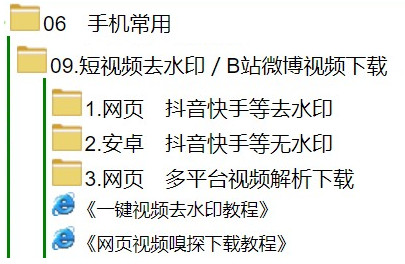 06 手机常用
09.短视频去水印/B站微博视频下载
1.网页 抖音快手等去水印
2.安卓 抖音快手等无水印
3.网页 多平台视频解析下载
《一键视频去水印教程》
《网页视频嗅探下载教程》